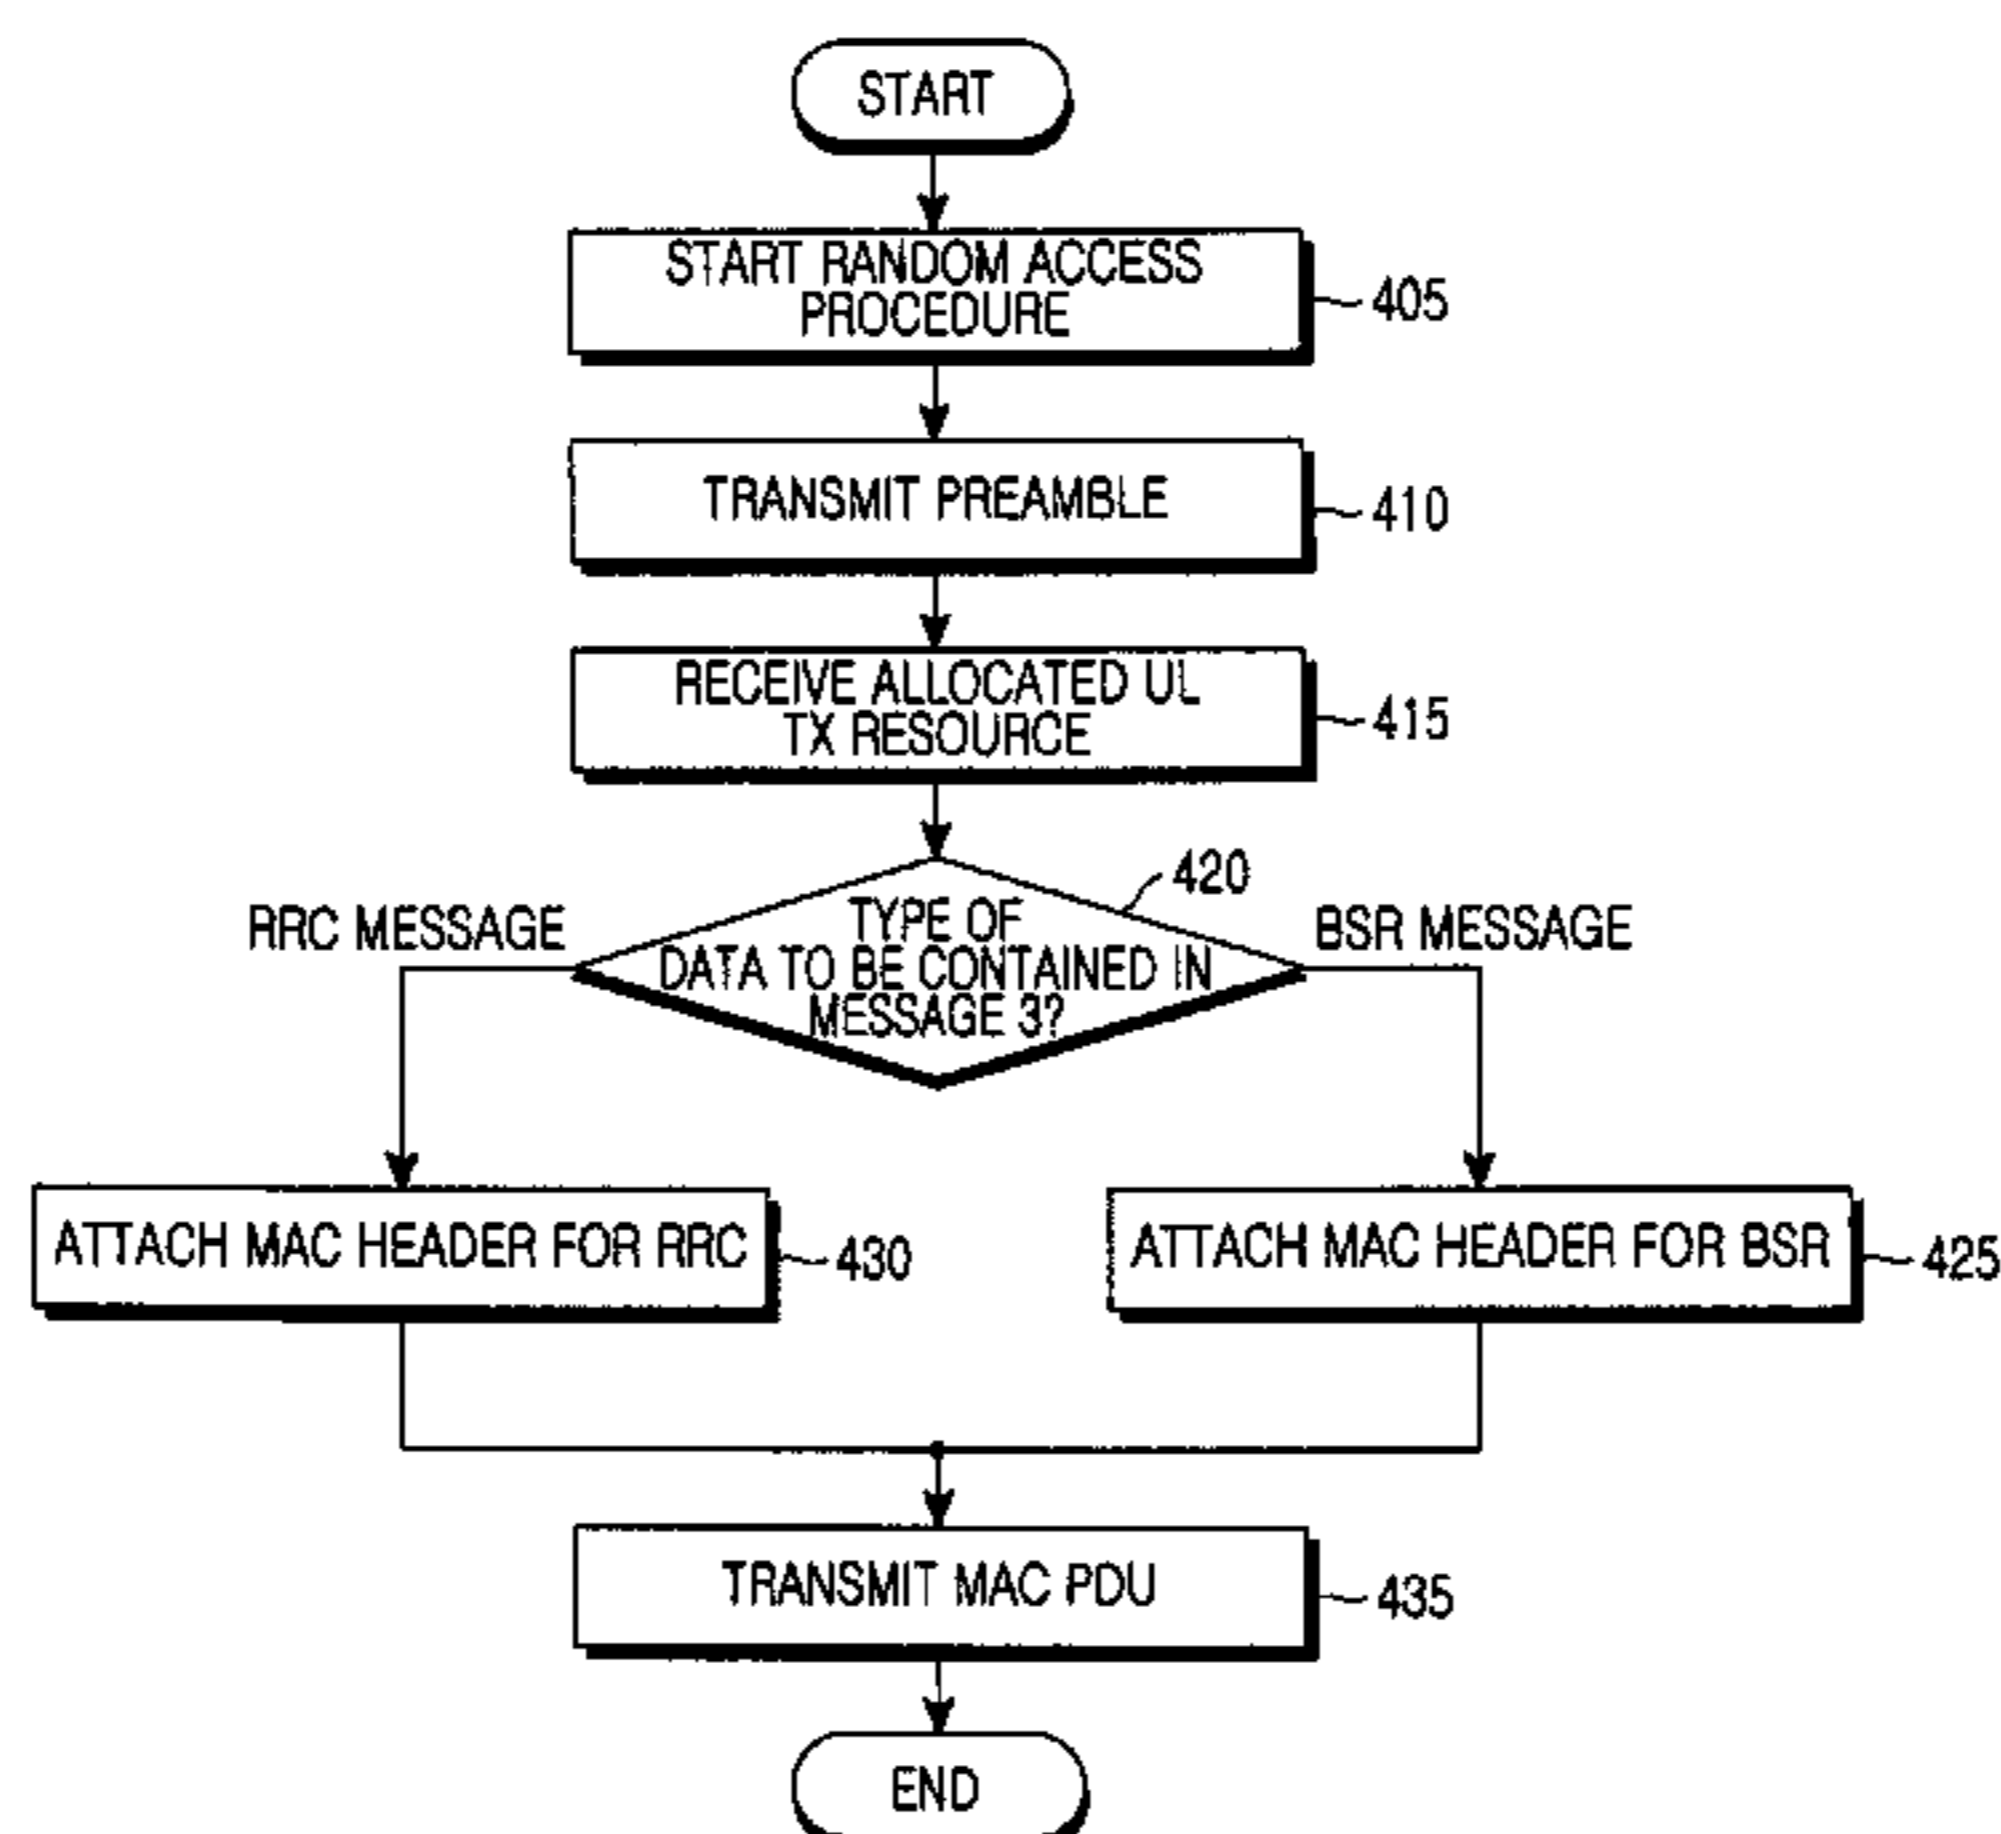 START
START RANDOM ACCESS
PROCEDURE
405
TRANSMIT PREAMBLE
410
RECEIVE ALLOCATED UL
TX RESOURCE
415
420
RRC MESSAGE
BSR MESSAGE
TYPE OF
DATA TO BE CONTAINED IN
MESSAGE 3?
ATTACH MAC HEADER FOR RRC
430
ATTACH MAC HEADER FOR BSR
425
TRANSMIT MAC PDU
435
END